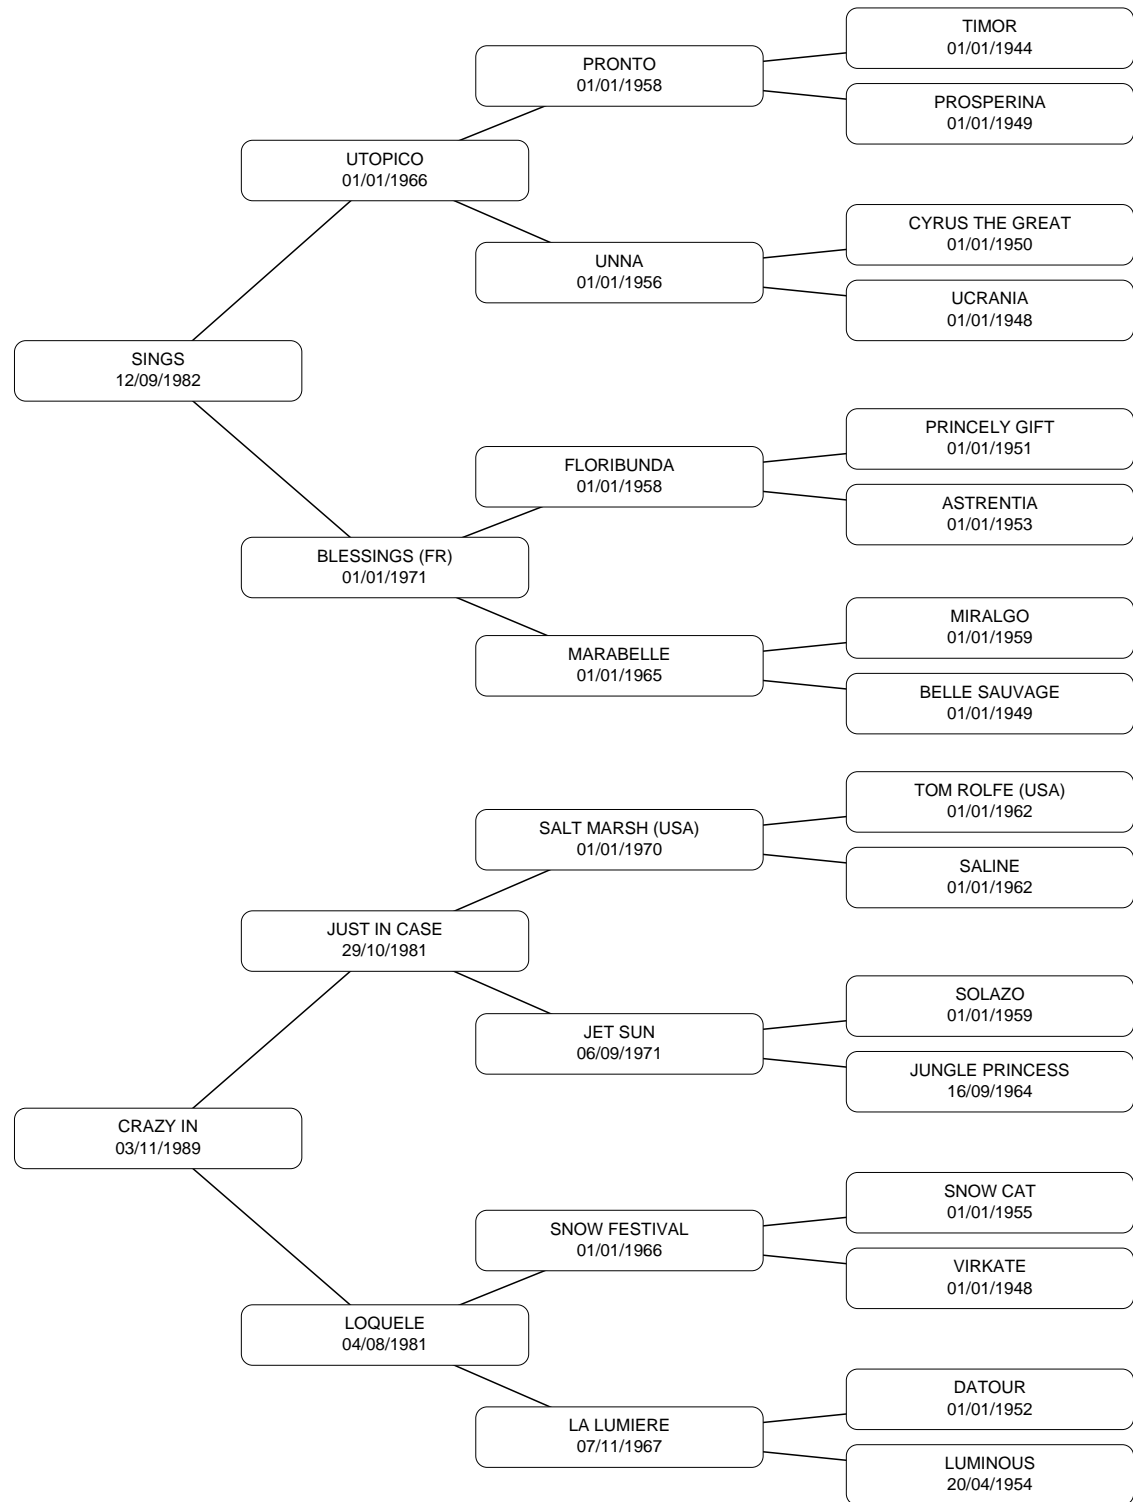 TIMOR
01/01/1944
PRONTO
01/01/1958
PROSPERINA
01/01/1949
UTOPICO
01/01/1966
CYRUS THE GREAT
01/01/1950
UNNA
01/01/1956
UCRANIA
01/01/1948
SINGS
12/09/1982
PRINCELY GIFT
01/01/1951
FLORIBUNDA
01/01/1958
ASTRENTIA
01/01/1953
BLESSINGS (FR)
01/01/1971
MIRALGO
01/01/1959
MARABELLE
01/01/1965
BELLE SAUVAGE
01/01/1949
TOM ROLFE (USA)
01/01/1962
SALT MARSH (USA)
01/01/1970
SALINE
01/01/1962
JUST IN CASE
29/10/1981
SOLAZO
01/01/1959
JET SUN
06/09/1971
JUNGLE PRINCESS
16/09/1964
CRAZY IN
03/11/1989
SNOW CAT
01/01/1955
SNOW FESTIVAL
01/01/1966
VIRKATE
01/01/1948
LOQUELE
04/08/1981
DATOUR
01/01/1952
LA LUMIERE
07/11/1967
LUMINOUS
20/04/1954